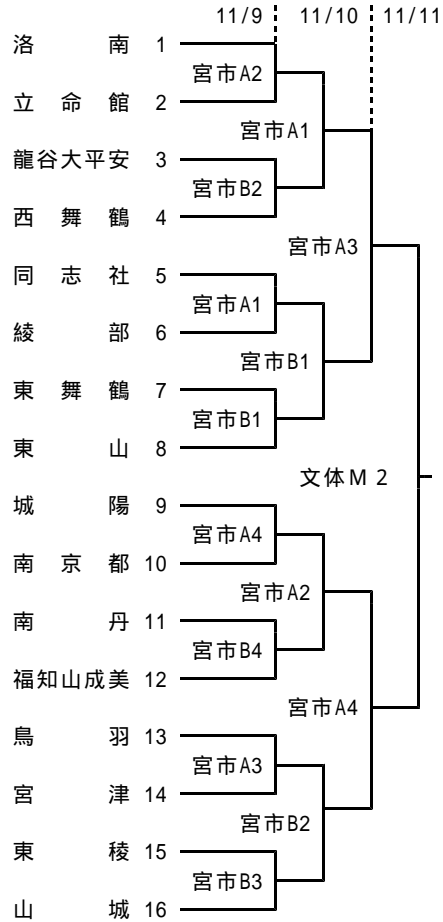 11/9 11/10 11/11
洛南 1
宮市A2
立命館 2
宮市A1
龍谷大平安 3
宮市B2
西舞鶴 4
宮市A3
同志社 5
宮市A1
綾部 6
宮市B1
東舞鶴 7
宮市B1
東山 8
文体M2
城陽 9
宮市A4
南京都 10
宮市A2
南丹 11
宮市B4
福知山成美 12
宮市A4
鳥羽 13
宮市A3
宮津 14
宮市B2
東稜 15
宮市B3
山城 16